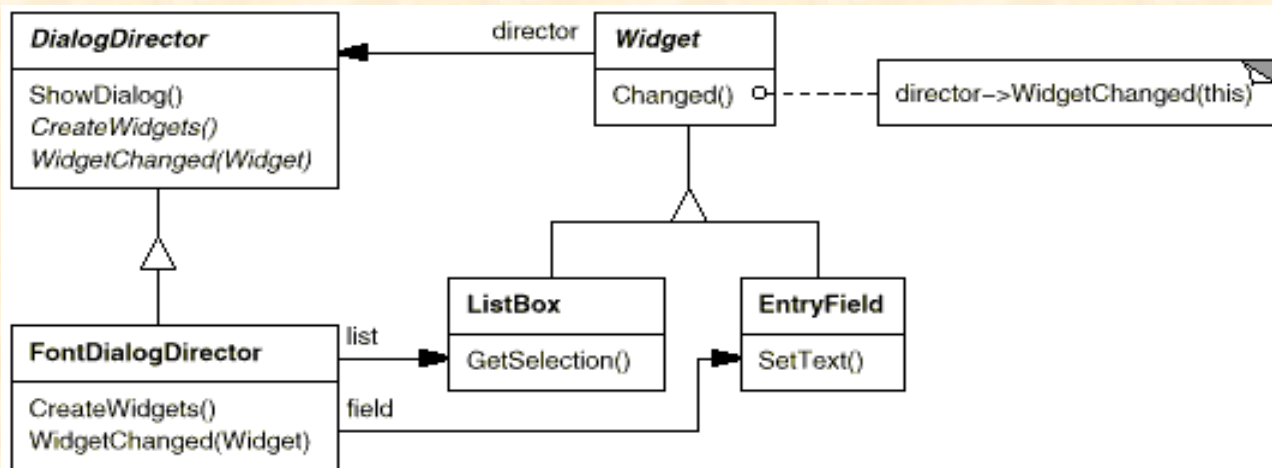 DialogDirector
ShowDialog()
CreateWidgets()
WidgetChanged(Widget)
director
Widget
Changed()
director->WidgetChanged(this)
FontDialogDirector
CreateWidgets()
WidgetChanged(Widget)
list
field
ListBox
GetSelection()
EntryField
SetText()